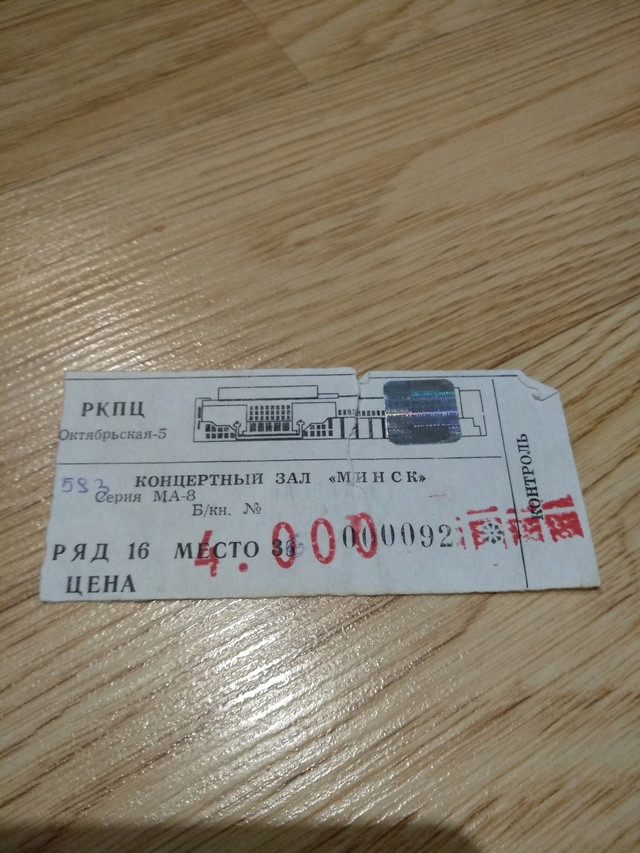 РКПЦ
Октябрьская-5
КОНЦЕРТНЫЙ ЗАЛ «МИНСК»
593
Серия МА-8
Б/кн. №
РЯД 16 МЕСТО 36
000092
4.000
ЦЕНА
КОНТРОЛЬ